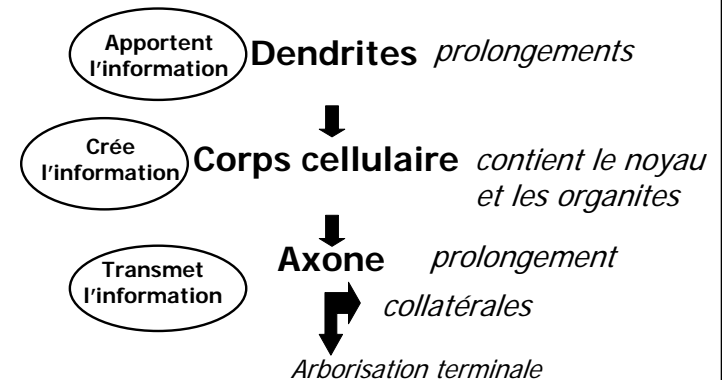 Apportent
l'information
Dendrites prolongements
Crée
l'information
Corps cellulaire contient le noyau
et les organites
Transmet
l'information
Axone prolongement
collatérales
Arborisation terminale